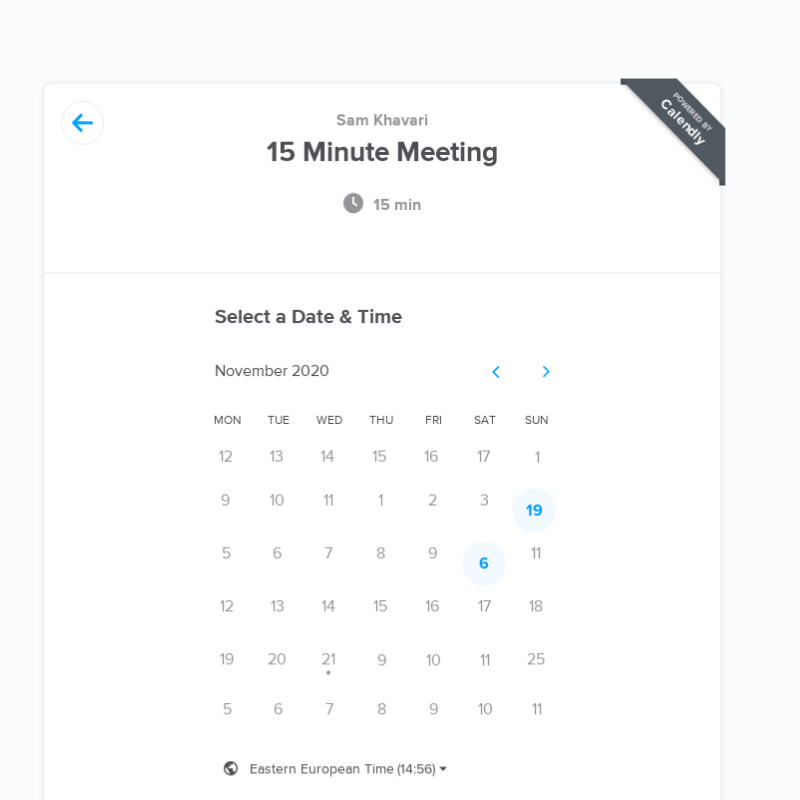 POWERED BY
Calendly
Sam Khavari
15 Minute Meeting
15 min
Select a Date & Time
November 2020
MON TUE WED THU FRI SAT SUN
12 13 14 15 16 17 1
9 10 11 1 2 3 19
5 6 7 8 9 6 11
12 13 14 15 16 17 18
19 20 21 9 10 11 25
5 6 7 8 9 10 11
Eastern European Time (14:56)